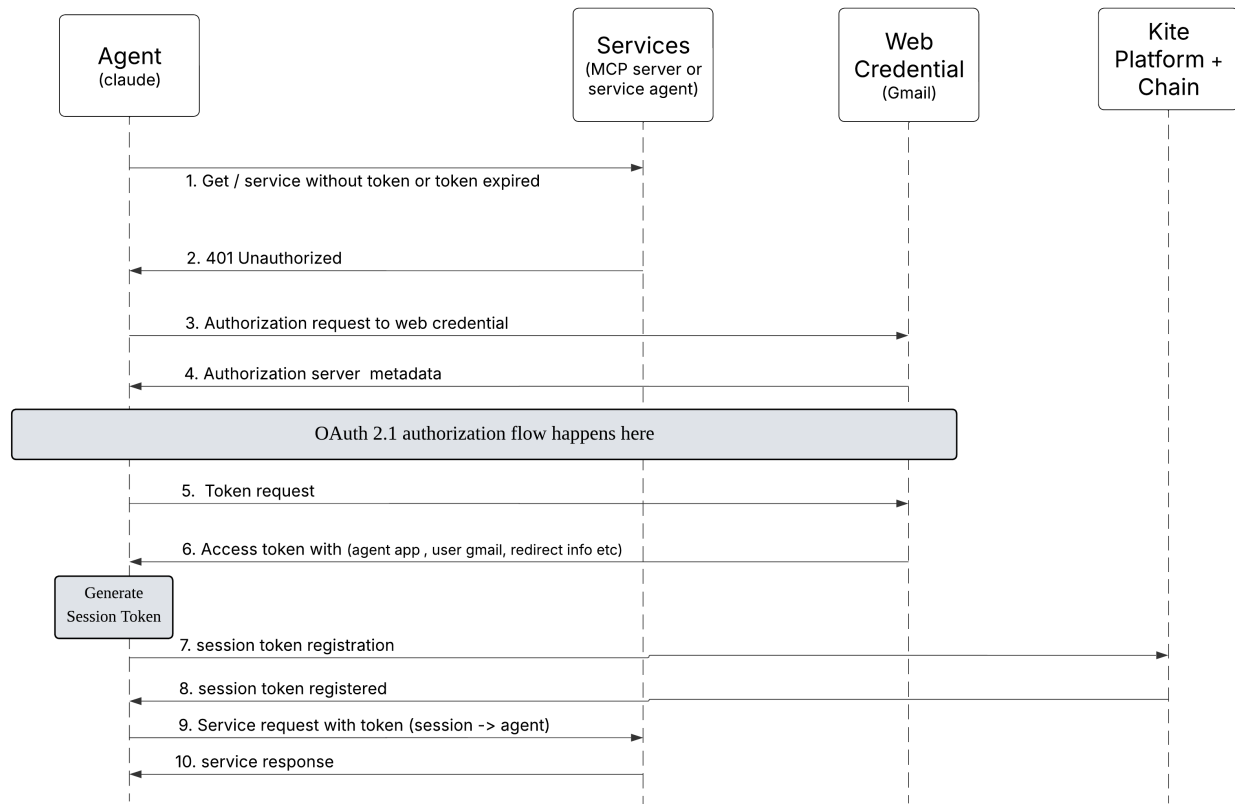 Agent
(claude)
Services
(MCP server or
service agent)
Web
Credential
(Gmail)
Kite
Platform +
Chain
1. Get / service without token or token expired
2. 401 Unauthorized
3. Authorization request to web credential
4. Authorization server  metadata
OAuth 2.1 authorization flow happens here
5.  Token request
6. Access token with (agent app , user gmail, redirect info etc)
Generate
Session Token
7. session token registration
8. session token registered
9. Service request with token (session -> agent)
10. service response